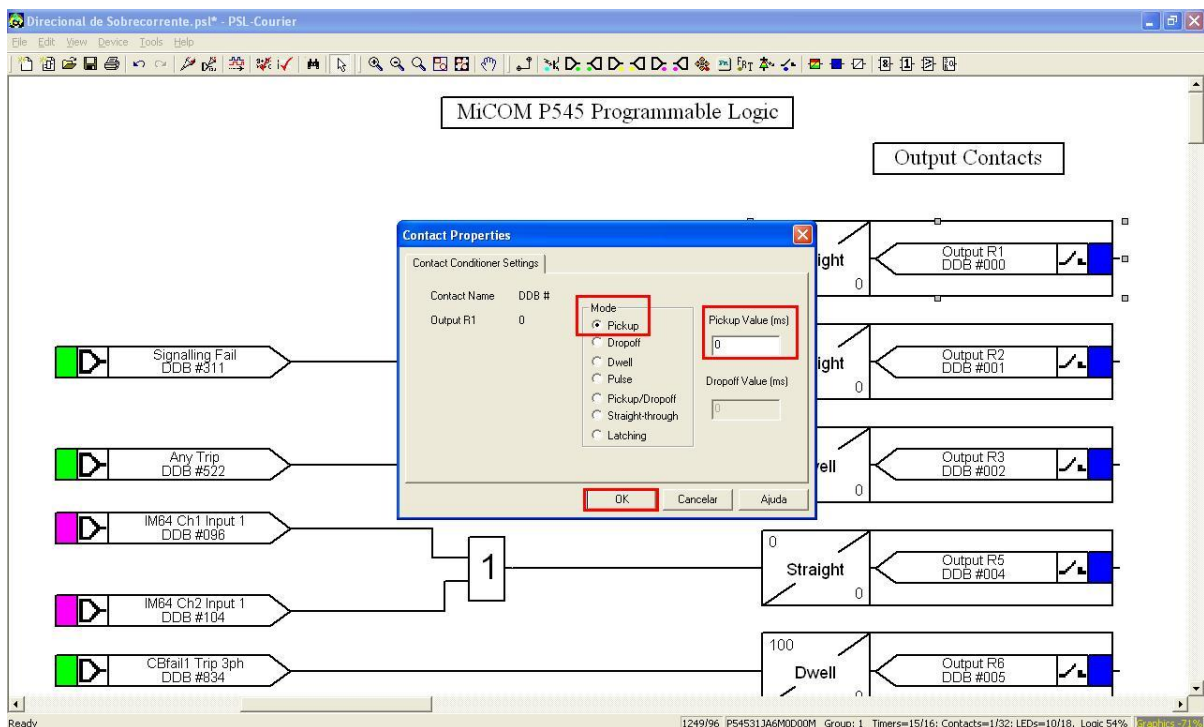 Direcional de Sobrecorrente.psl* - PSL-Courier
File Edit View Device Tools Help
MiCOM P545 Programmable Logic
Output Contacts
Contact Properties
Contact Conditioner Settings
Contact Name DDB #
Output R1 0
Mode
Pickup
Dropoff
Dwell
Pulse
Pickup/Dropoff
Straight-through
Latching
Pickup Value (ms)
0
Dropoff Value (ms)
0
OK Cancelar Ajuda
ight
0
Output R1
DDB #000
Signalling Fail
DDB #311
ight
0
Output R2
DDB #001
Any Trip
DDB #522
ell
0
Output R3
DDB #002
IM64 Ch1 Input 1
DDB #096
1
0
Straight
0
Output R5
DDB #004
IM64 Ch2 Input 1
DDB #104
CBfail1 Trip 3ph
DDB #834
100
Dwell
0
Output R6
DDB #005
Ready
1249/96 P54531JA6M0D00M Group: 1 Timers=15/16: Contacts=1/32: LEDs=10/18. Logic 54%